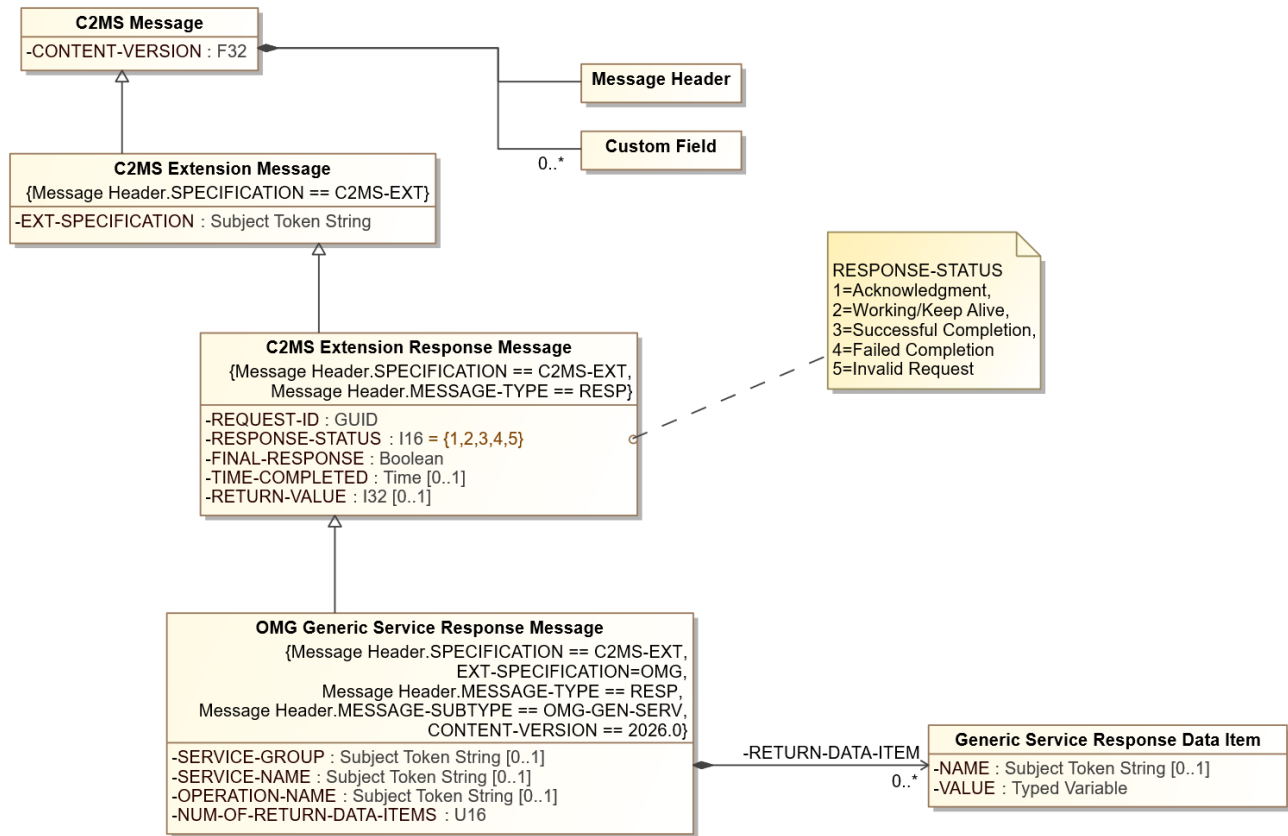 C2MS Message
-CONTENT-VERSION : F32
Message Header
Custom Field
0..*
C2MS Extension Message
{Message Header.SPECIFICATION == C2MS-EXT}
-EXT-SPECIFICATION : Subject Token String
RESPONSE-STATUS
1=Acknowledgment,
2=Working/Keep Alive,
3=Successful Completion,
4=Failed Completion
5=Invalid Request
C2MS Extension Response Message
{Message Header.SPECIFICATION == C2MS-EXT,
Message Header.MESSAGE-TYPE == RESP}
-REQUEST-ID : GUID
-RESPONSE-STATUS : I16 = {1,2,3,4,5}
-FINAL-RESPONSE : Boolean
-TIME-COMPLETED : Time [0..1]
-RETURN-VALUE : I32 [0..1]
OMG Generic Service Response Message
{Message Header.SPECIFICATION == C2MS-EXT,
EXT-SPECIFICATION=OMG,
Message Header.MESSAGE-TYPE == RESP,
Message Header.MESSAGE-SUBTYPE == OMG-GEN-SERV,
CONTENT-VERSION == 2026.0}
-SERVICE-GROUP : Subject Token String [0..1]
-SERVICE-NAME : Subject Token String [0..1]
-OPERATION-NAME : Subject Token String [0..1]
-NUM-OF-RETURN-DATA-ITEMS : U16
-RETURN-DATA-ITEM
0..*
Generic Service Response Data Item
-NAME : Subject Token String [0..1]
-VALUE : Typed Variable